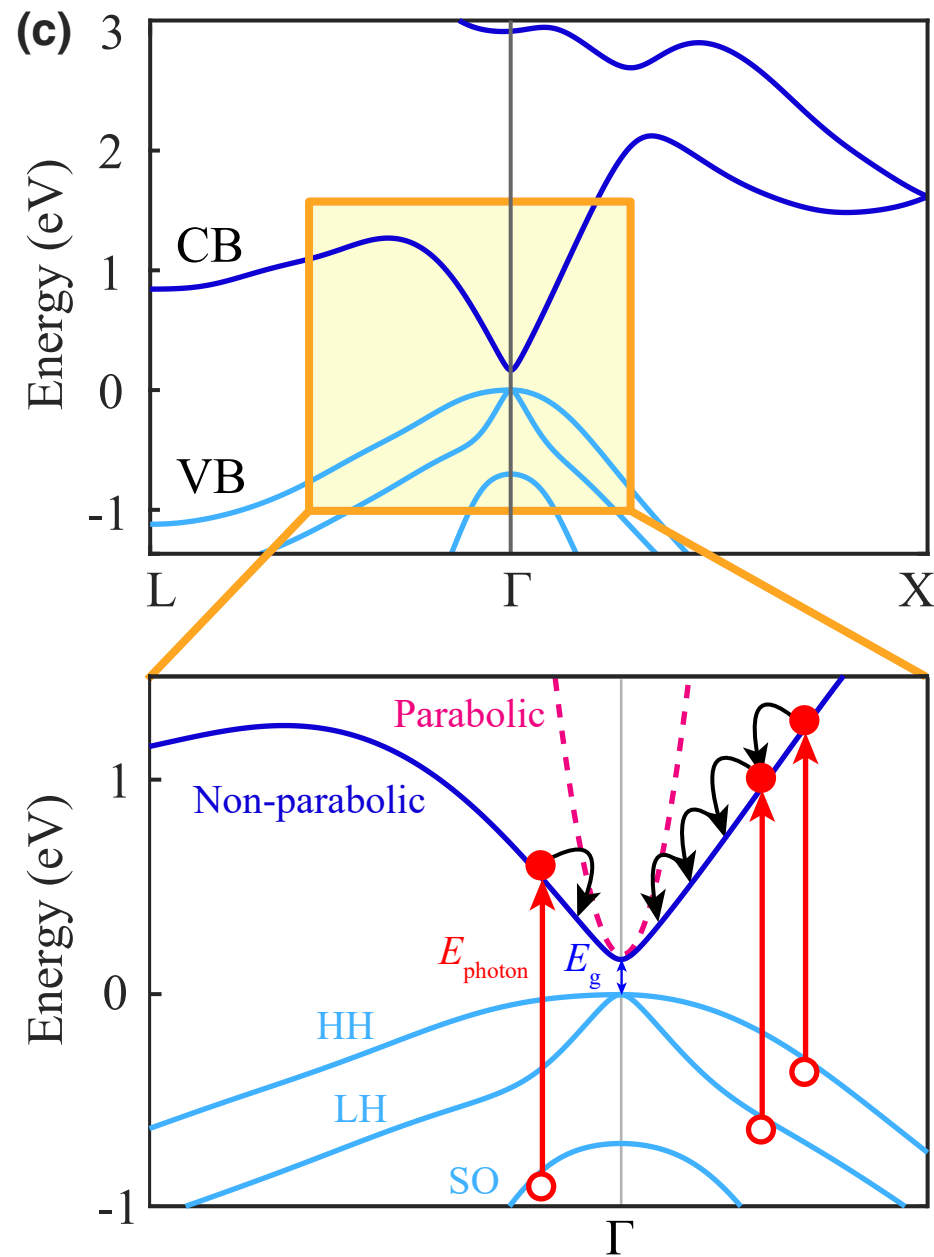 (c)
Energy (eV)
3
2
1
0
-1
CB
VB
L
Γ
X
Energy (eV)
1
0
-1
Parabolic
Non-parabolic
E photon
E g
HH
LH
SO
Γ